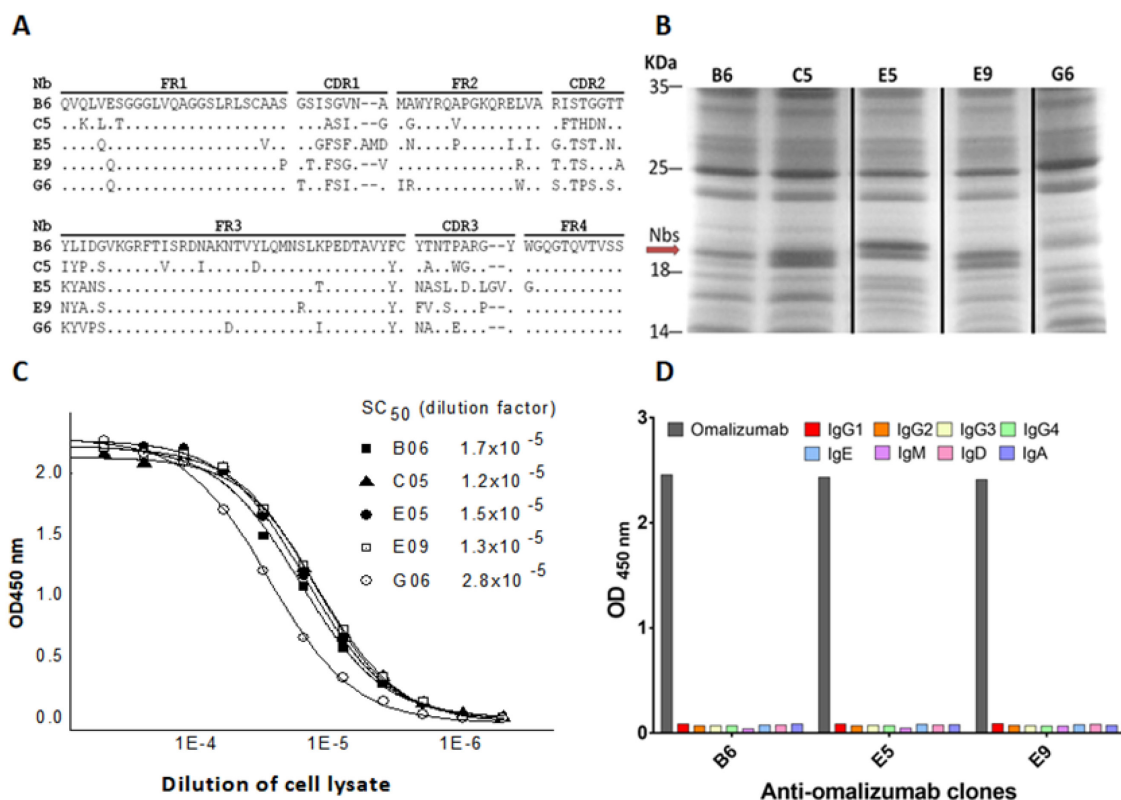 A
Nb FR1 CDR1 FR2 CDR2
B6 QVQLVESGGGLVQAGGSLRLSCAAS GSISGVN--A MAWYRQAPGKQRELVA RISTGGTT
C5 ..K.L.T.................. ...ASI.--G .G.....V........ .FTHDN..
E5 ....Q.................V.. ..GFSF.AMD .N.....P.....I.I G.TST.N.
E9 .....Q..................P .T.FSG.--V .............L.. T.TS...A
G6 .....Q................... T..FSI.--. IR...........W.. S.TPS.S.
Nb FR3 CDR3 FR4
B6 YLIDGVKGRFTISRDNAKNTVYLQMNSLKPEDTAVYFC YTNTPARG--Y WGQGTQVTVSS
C5 IYP.S......V...I.....D..............Y. .A..WG..--. ...........
E5 KYANS.......................T.......Y. NASL.D.LGV. G..........
E9 NYA.S.....................R.........Y. FV.S..P.--. ...........
G6 KYVPS.............D.........I.......Y. NA..E...--. ...........
B
KDa B6 C5 E5 E9 G6
35
25
Nbs
18
14
C
SC50 (dilution factor)
B06 1.7x10 -5
C05 1.2x10 -5
E05 1.5x10 -5
E09 1.3x10 -5
G06 2.8x10 -5
OD450 nm
2.0
1.5
1.0
0.5
0.0
1E-4 1E-5 1E-6
Dilution of cell lysate
D
Omalizumab IgG1 IgG2 IgG3 IgG4
IgE IgM IgD IgA
OD 450 nm
3
2
1
0
B6 E5 E9
Anti-omalizumab clones